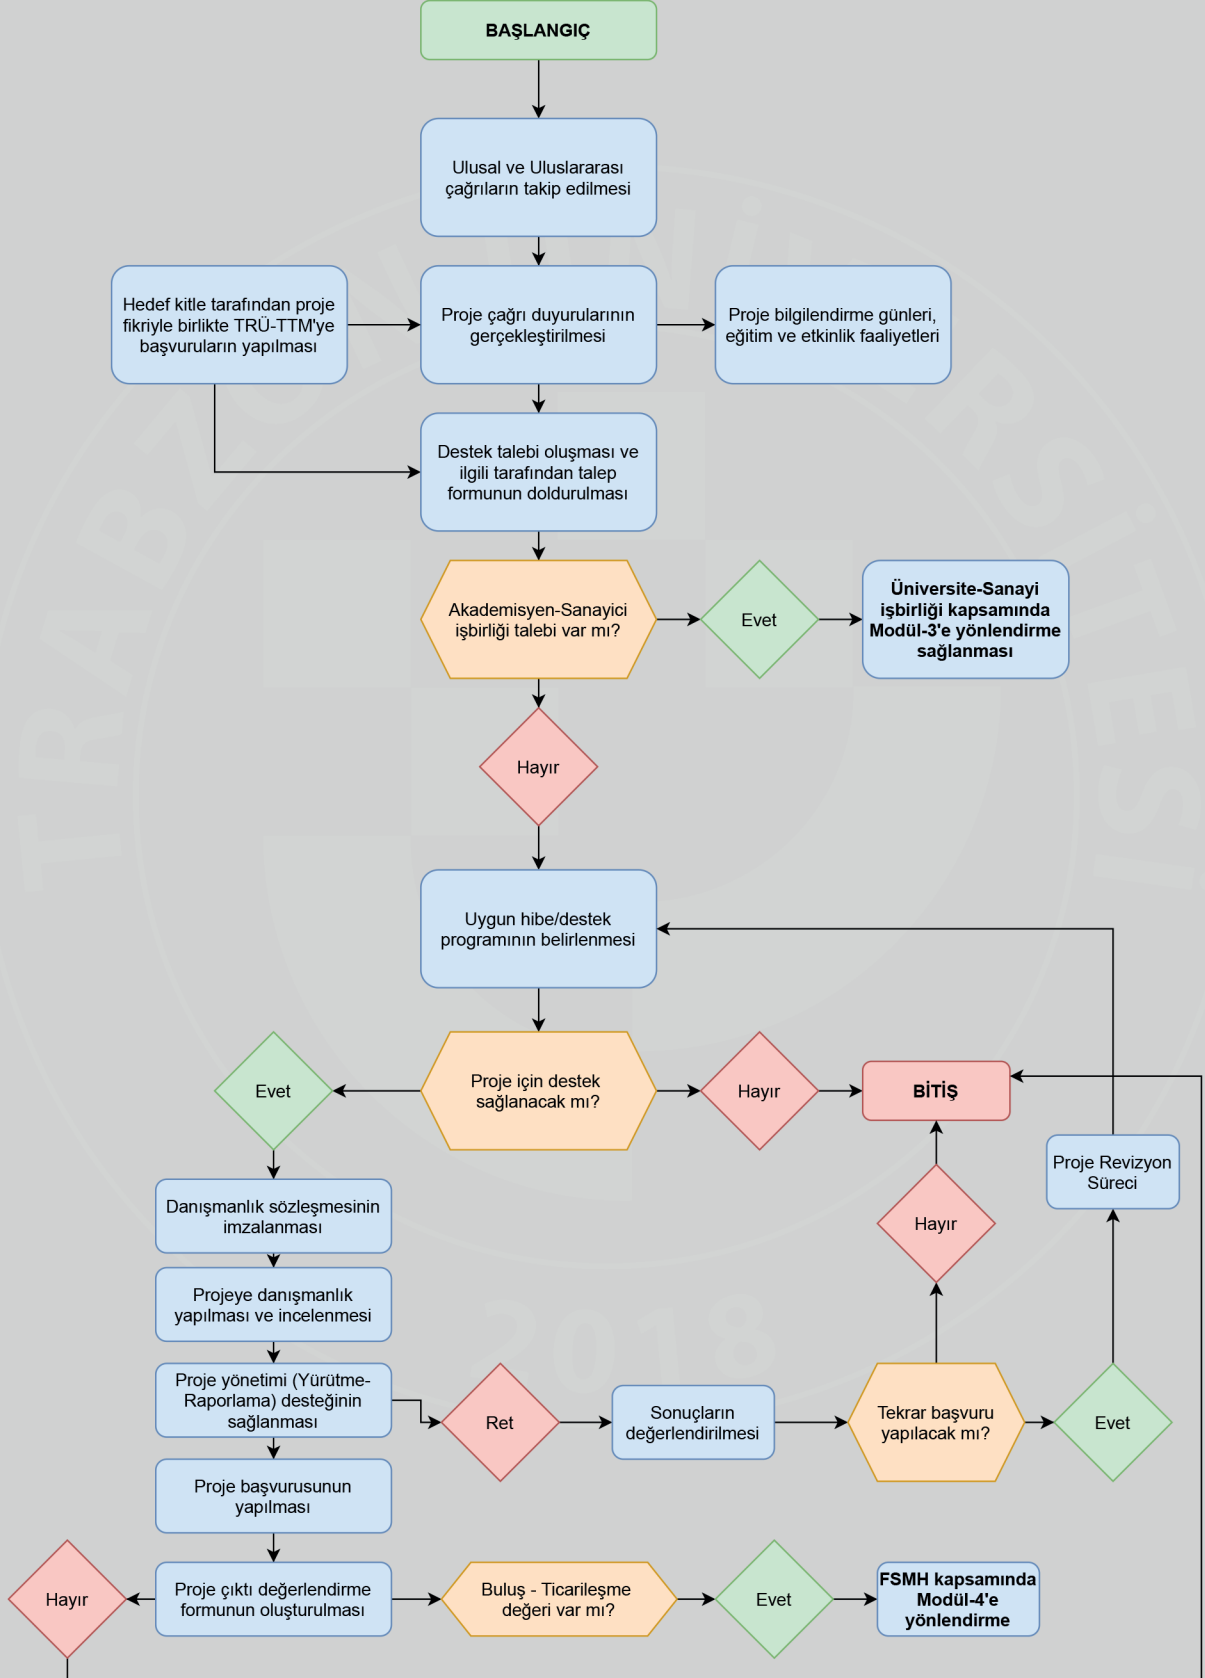 BAŞLANGIÇ
Ulusal ve Uluslararası
çağrıların takip edilmesi
Hedef kitle tarafından proje
fikriyle birlikte TRÜ-TTM'ye
başvuruların yapılması
Proje çağrı duyurularının
gerçekleştirilmesi
Proje bilgilendirme günleri,
eğitim ve etkinlik faaliyetleri
Destek talebi oluşması ve
ilgili tarafından talep
formunun doldurulması
Akademisyen-Sanayici
işbirliği talebi var mı?
Evet
Üniversite-Sanayi
işbirliği kapsamında
Modül-3'e yönlendirme
sağlanması
Hayır
Uygun hibe/destek
programının belirlenmesi
Evet
Proje için destek
sağlanacak mı?
Hayır
BİTİŞ
Proje Revizyon
Süreci
Danışmanlık sözleşmesinin
imzalanması
Hayır
Projeye danışmanlık
yapılması ve incelenmesi
Proje yönetimi (Yürütme-
Raporlama) desteğinin
sağlanması
Ret
Sonuçların
değerlendirilmesi
Tekrar başvuru
yapılacak mı?
Evet
Proje başvurusunun
yapılması
Hayır
Proje çıktı değerlendirme
formunun oluşturulması
Buluş - Ticarileşme
değeri var mı?
Evet
FSMH kapsamında
Modül-4'e
yönlendirme
TRABZON ÜNİVERSİTESİ
2018